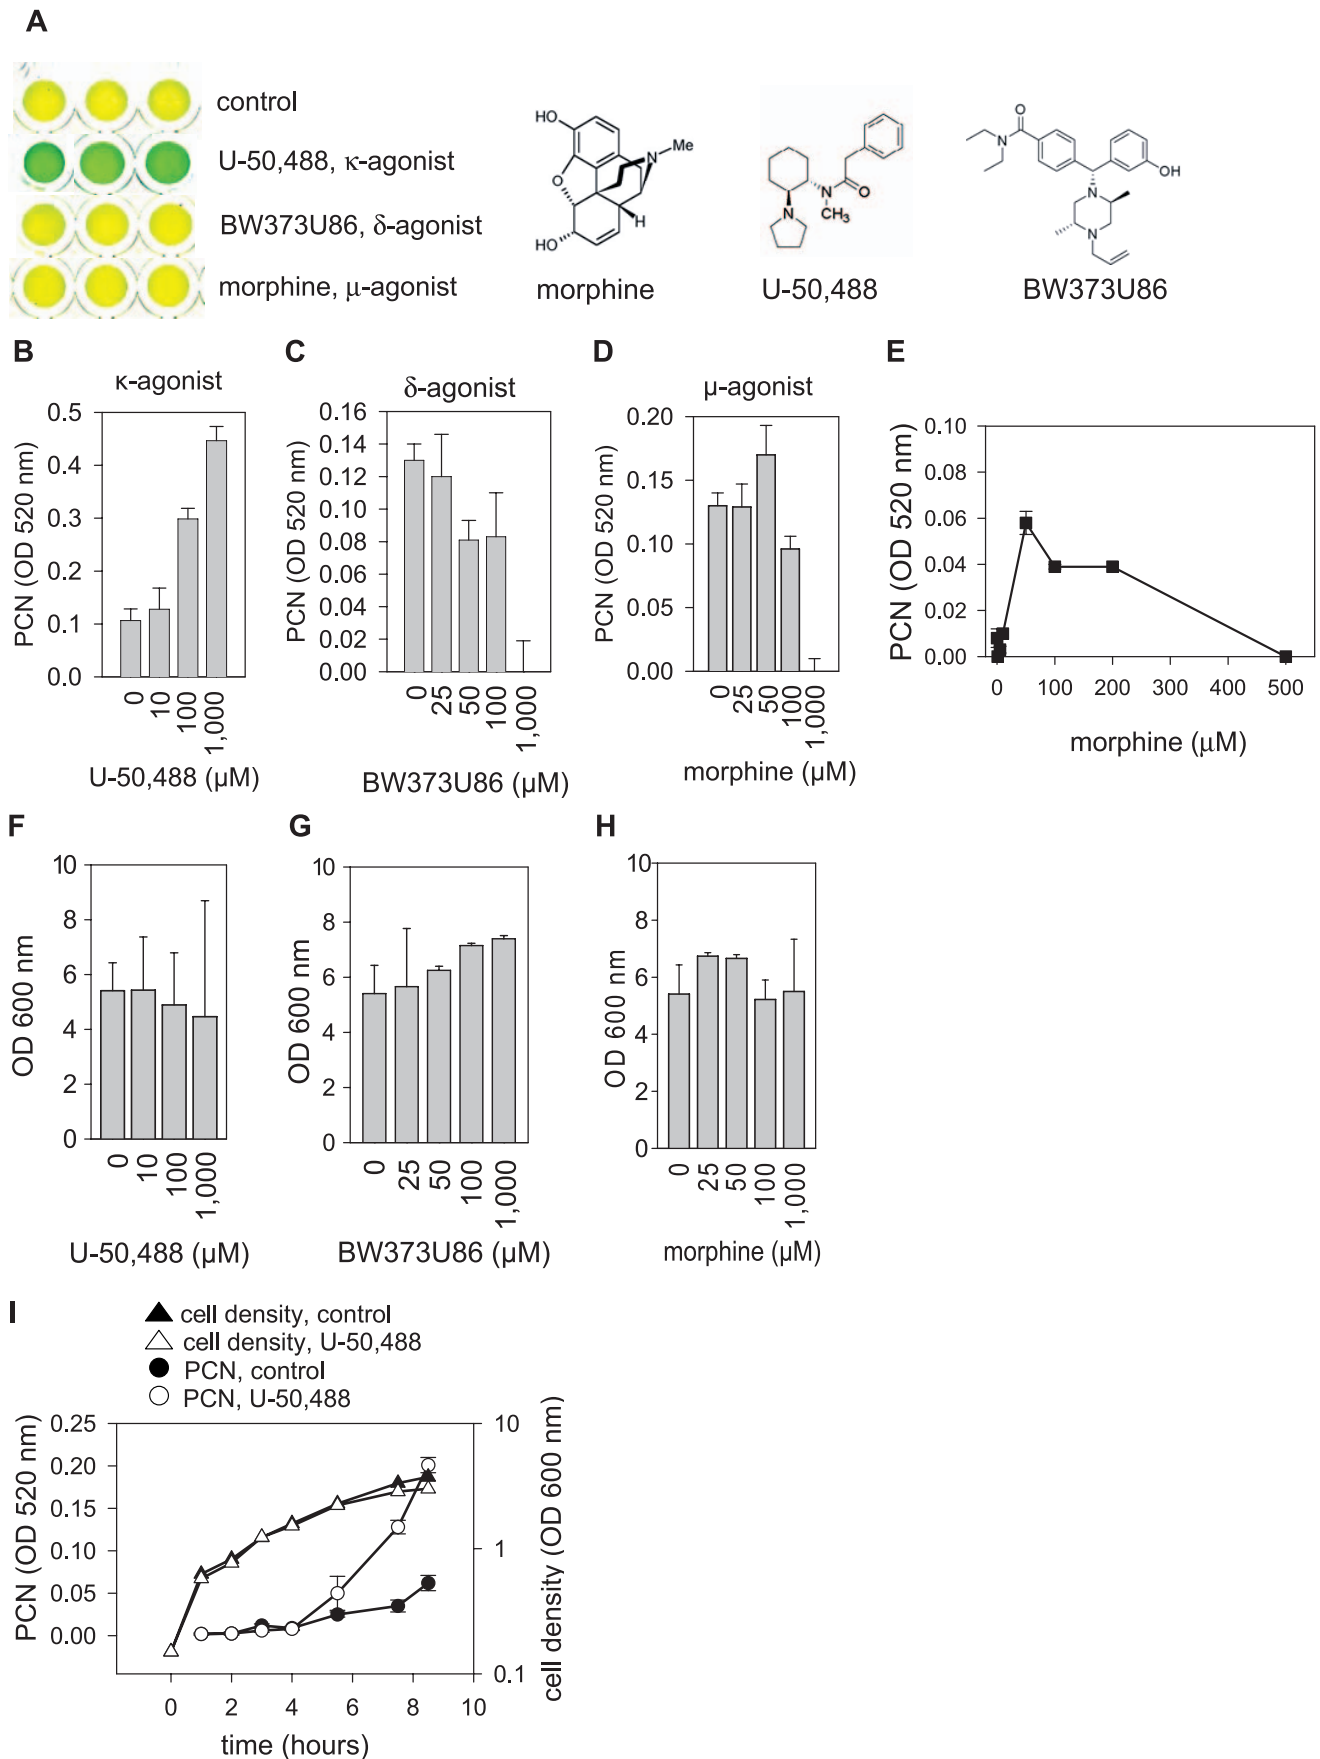 A
control
U-50,488, κ-agonist
BW373U86, δ-agonist
morphine, μ-agonist
HO
O
HO
N
Me
H
morphine
N
N
O
CH3
U-50,488
O
N
OH
N
N
BW373U86
B
κ-agonist
PCN (OD 520 nm)
0.5
0.4
0.3
0.2
0.1
0.0
0
10
100
1,000
U-50,488 (μM)
C
δ-agonist
PCN (OD 520 nm)
0.16
0.14
0.12
0.10
0.08
0.06
0.04
0.02
0.00
0
25
50
100
1,000
BW373U86 (μM)
D
μ-agonist
PCN (OD 520 nm)
0.20
0.15
0.10
0.05
0.00
0
25
50
100
1,000
morphine (μM)
E
PCN (OD 520 nm)
0.10
0.08
0.06
0.04
0.02
0.00
0 100 200 300 400 500
morphine (μM)
F
OD 600 nm
10
8
6
4
2
0
0
10
100
1,000
U-50,488 (μM)
G
OD 600 nm
10
8
6
4
2
0
0
25
50
100
1,000
BW373U86 (μM)
H
OD 600 nm
10
8
6
4
2
0
0
25
50
100
1,000
morphine (μM)
I
cell density, control
cell density, U-50,488
PCN, control
PCN, U-50,488
PCN (OD 520 nm)
0.25
0.20
0.15
0.10
0.05
0.00
10
1
0.1
cell density (OD 600 nm)
0 2 4 6 8 10
time (hours)